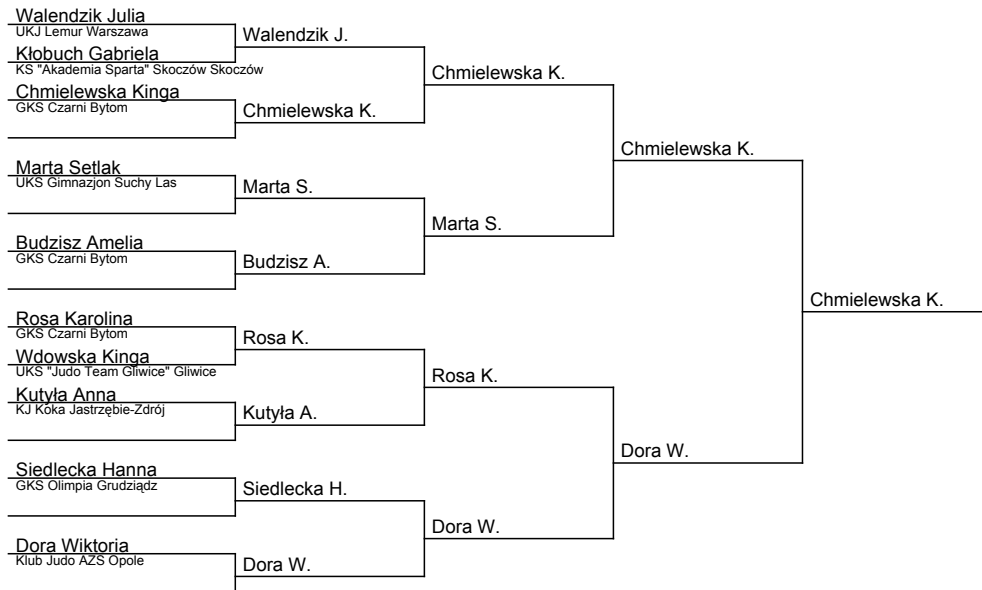 Walendzik Julia
UKJ Lemur Warszawa
Kłobuch Gabriela
KS "Akademia Sparta" Skoczów Skoczów
Chmielewska Kinga
GKS Czarni Bytom
Marta Setlak
UKS Gimnazjon Suchy Las
Budzisz Amelia
GKS Czarni Bytom
Rosa Karolina
GKS Czarni Bytom
Wdowska Kinga
UKS "Judo Team Gliwice" Gliwice
Kutyła Anna
KJ Koka Jastrzębie-Zdrój
Siedlecka Hanna
GKS Olimpia Grudziądz
Dora Wiktoria
Klub Judo AZS Opole
Walendzik J.
Chmielewska K.
Marta S.
Budzisz A.
Rosa K.
Kutyła A.
Siedlecka H.
Dora W.
Chmielewska K.
Marta S.
Rosa K.
Dora W.
Chmielewska K.
Dora W.
Chmielewska K.